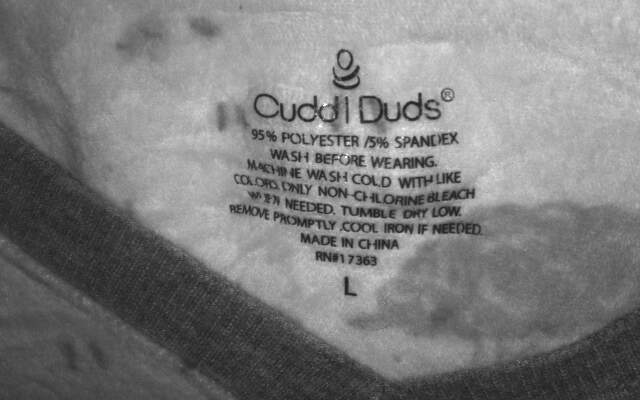 Cuddl Duds®
95% POLYESTER /5% SPANDEX
WASH BEFORE WEARING.
MACHINE WASH COLD WITH LIKE
COLORS. ONLY NON-CHLORINE BLEACH
WHEN NEEDED. TUMBLE DRY LOW.
REMOVE PROMPTLY .COOL IRON IF NEEDED.
MADE IN CHINA
RN#17363
L